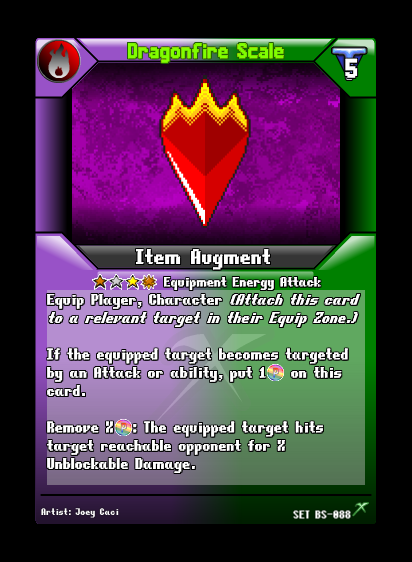 Dragonfire Scale
5
Item Augment
Equipment Energy Attack
Equip Player, Character (Attach this card
to a relevant target in their Equip Zone.)
If the equipped target becomes targeted
by an Attack or ability, put 1 on this
card.
Remove X : The equipped target hits
target reachable opponent for X
Unblockable Damage.
Artist: Joey Caci
SET BS-088